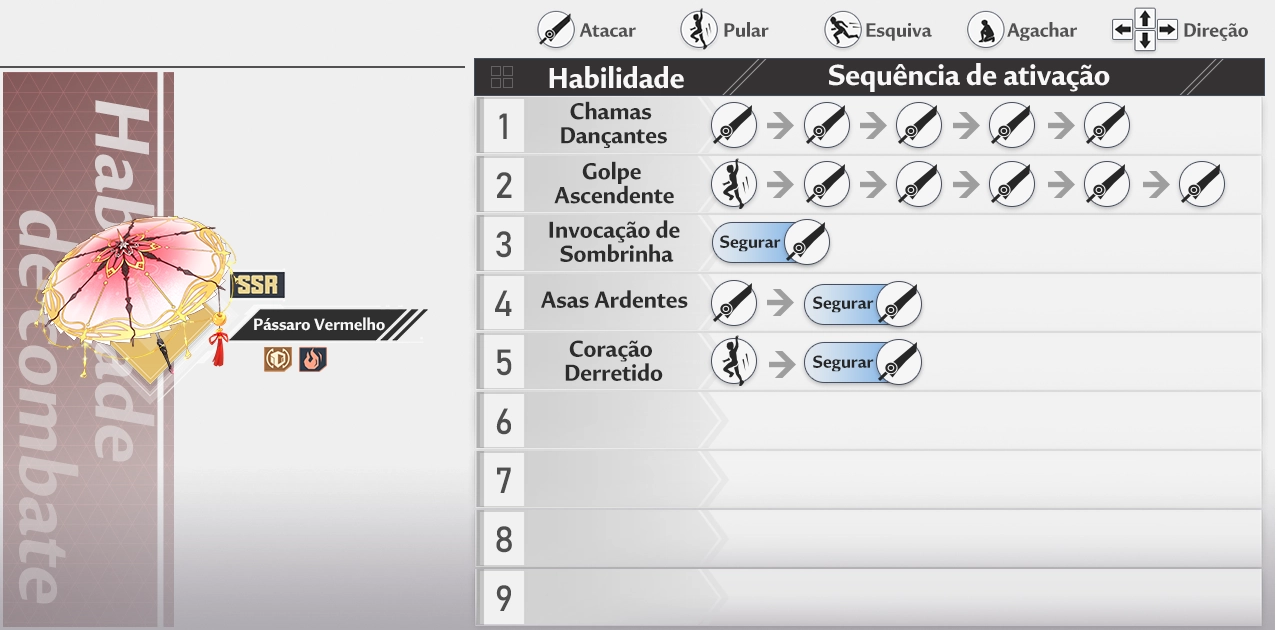 Atacar
Pular
Esquiva
Agachar
Direção
Habilidade
de combate
SSR
Pássaro Vermelho
Habilidade
Sequência de ativação
1
Chamas
Dançantes
2
Golpe
Ascendente
3
Invocação de
Sombrinha
Segurar
4
Asas Ardentes
Segurar
5
Coração
Derretido
Segurar
6
7
8
9